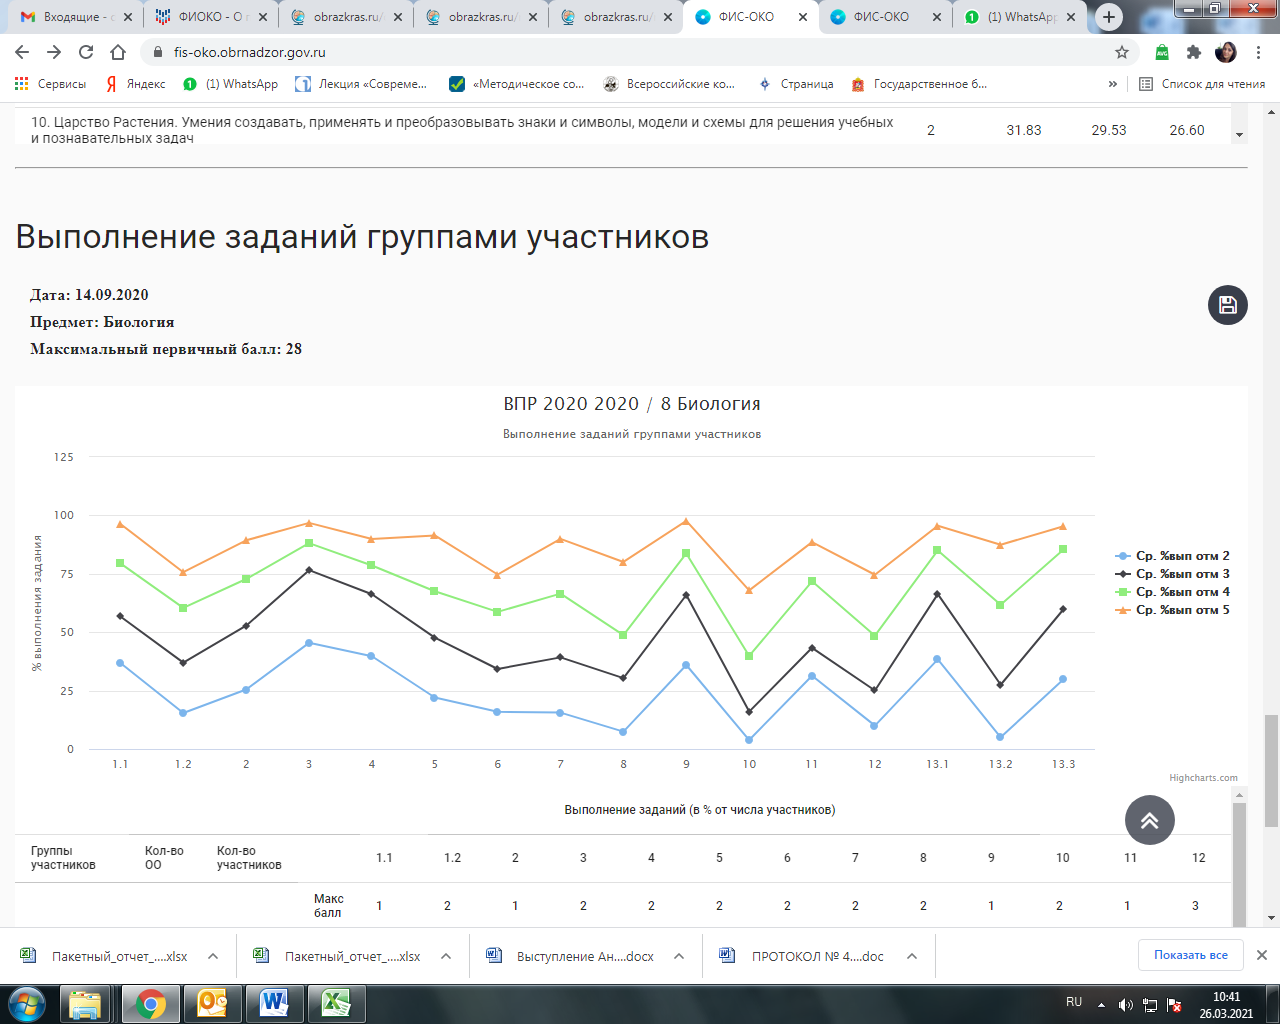 Входящие - 
ФИОКО - О 
obrazkras.ru/
obrazkras.ru/
obrazkras.ru/
ФИС-ОКО
ФИС-ОКО
(1) WhatsApp
fis-oko.obrnadzor.gov.ru
Сервисы
Яндекс
(1) WhatsApp
Лекция «Совреме...
«Методическое со...
Всероссийские ко...
Страница
Государственное б...
»
Список для чтения
10. Царство Растения. Умения создавать, применять и преобразовывать знаки и символы, модели и схемы для решения учебных
и познавательных задач
2 31.83 29.53 26.60
Выполнение заданий группами участников
Дата: 14.09.2020
Предмет: Биология
Максимальный первичный балл: 28
ВПР 2020 2020 / 8 Биология
Выполнение заданий группами участников
% выполнения задания
125
100
75
50
25
0
1.1 1.2 2 3 4 5 6 7 8 9 10 11 12 13.1 13.2 13.3
Ср. %вып отм 2
Ср. %вып отм 3
Ср. %вып отм 4
Ср. %вып отм 5
Highcharts.com
Выполнение заданий (в % от числа участников)
Группы участников Кол-во ОО Кол-во участников 1.1 1.2 2 3 4 5 6 7 8 9 10 11 12
Макс балл 1 2 1 2 2 2 2 2 2 1 2 1 3
Пакетный_отчет_....xlsx
Пакетный_отчет_....xlsx
Выступление Ан....docx
ПРОТОКОЛ № 4....doc
Показать все
RU
10:41
26.03.2021